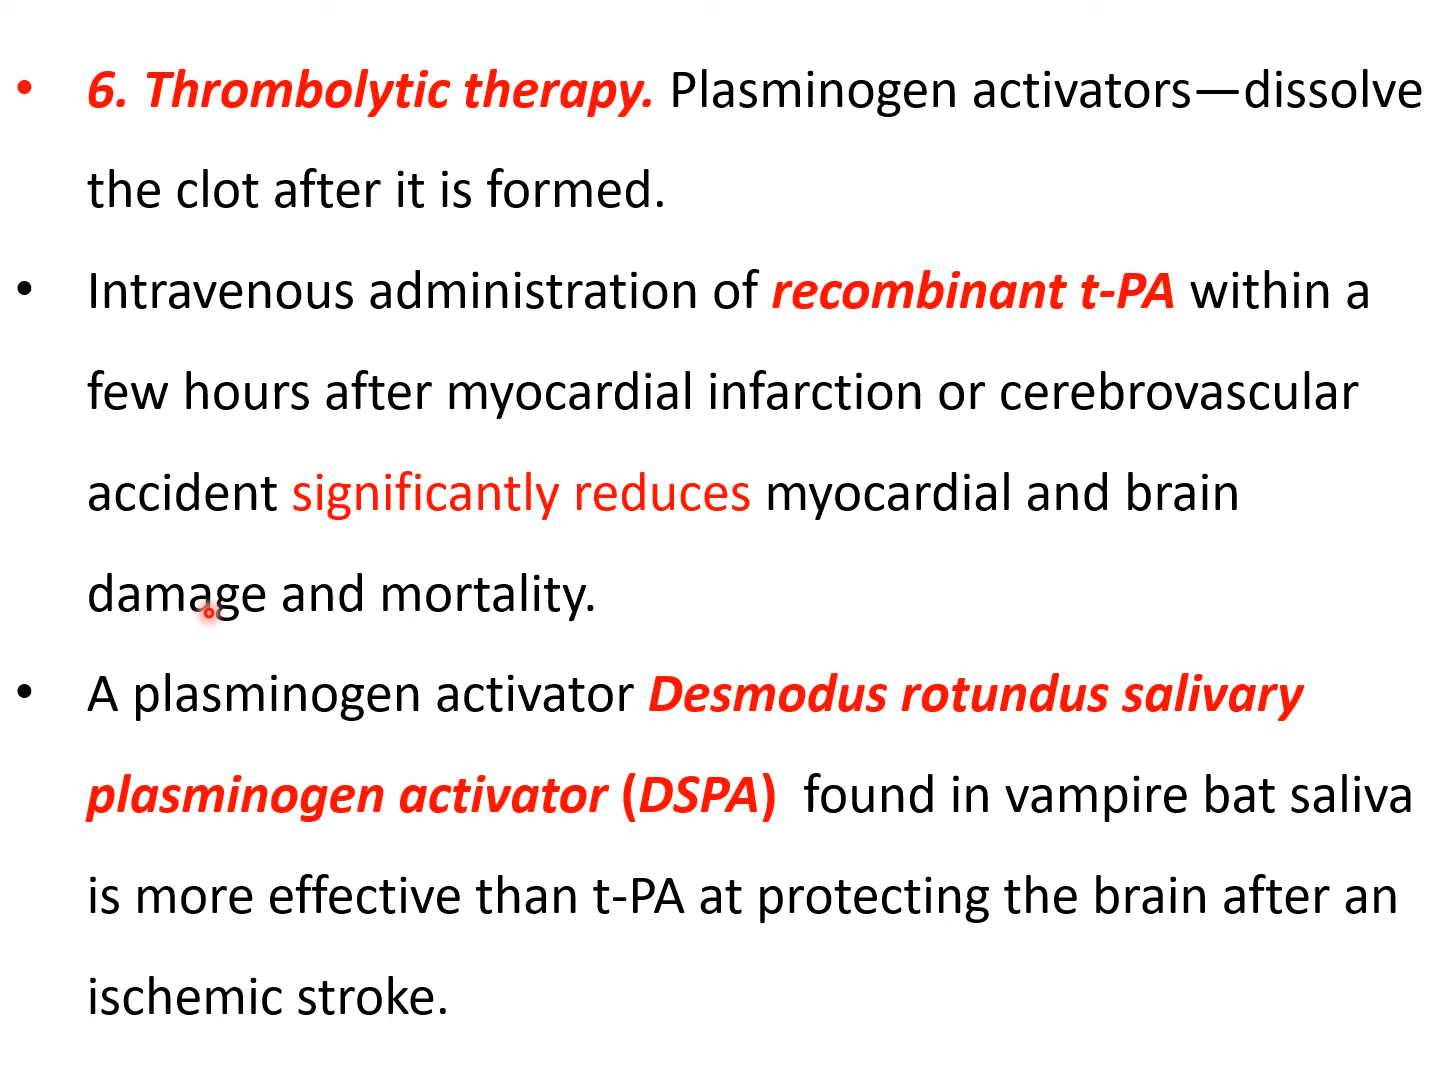 • 6. Thrombolytic therapy. Plasminogen activators—dissolve
the clot after it is formed.
• Intravenous administration of recombinant t-PA within a
few hours after myocardial infarction or cerebrovascular
accident significantly reduces myocardial and brain
damage and mortality.
• A plasminogen activator Desmodus rotundus salivary
plasminogen activator (DSPA) found in vampire bat saliva
is more effective than t-PA at protecting the brain after an
ischemic stroke.